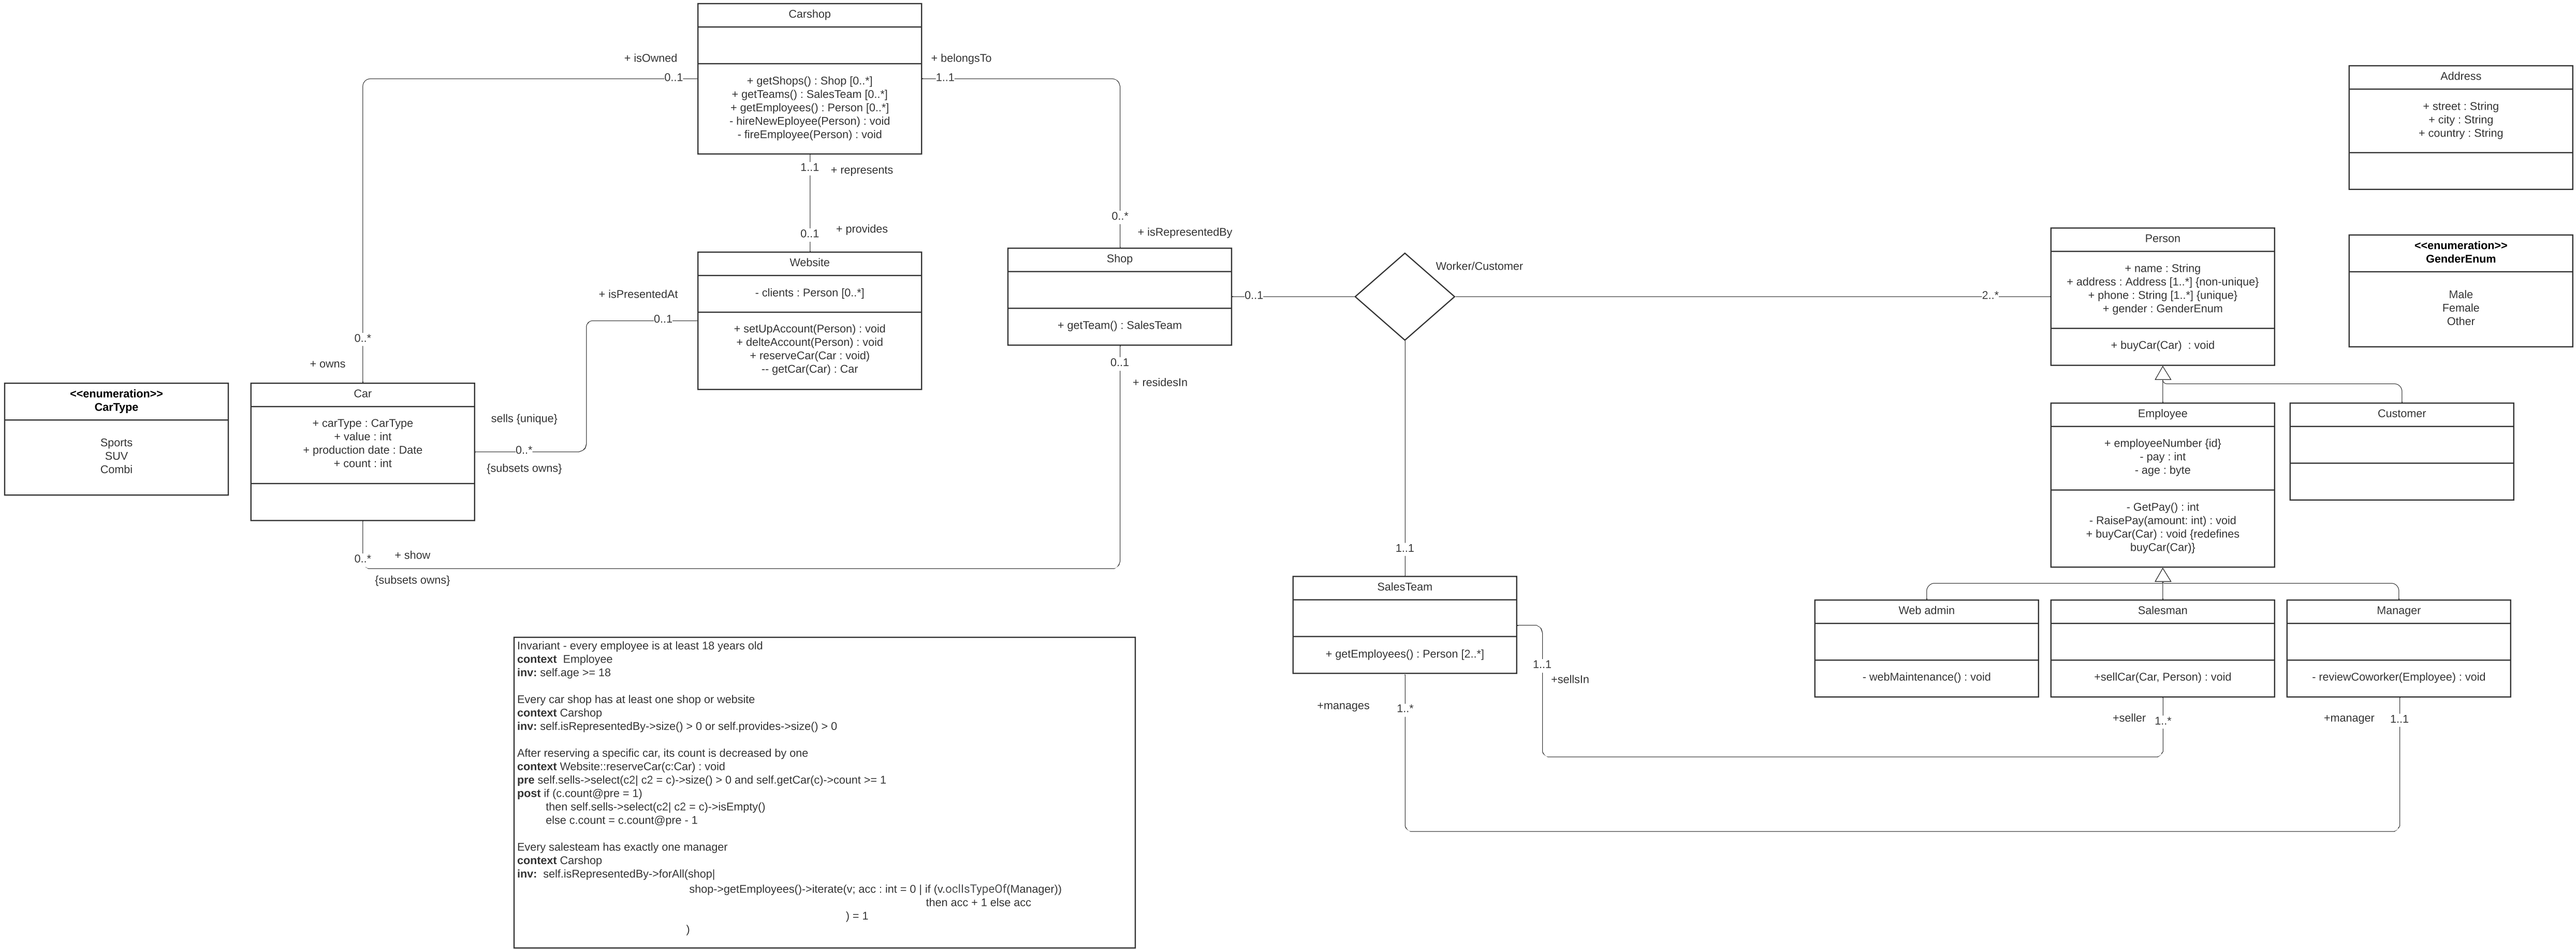 Carshop
+ getShops() : Shop [0..*]
+ getTeams() : SalesTeam [0..*]
+ getEmployees() : Person [0..*]
- hireNewEployee(Person) : void
- fireEmployee(Person) : void
+ isOwned
0..1
+ belongsTo
1..1
1..1
+ represents
+ provides
0..1
0..*
+ isRepresentedBy
Address
+ street : String
+ city : String
+ country : String
Website
- clients : Person [0..*]
+ setUpAccount(Person) : void
+ delteAccount(Person) : void
+ reserveCar(Car : void)
-- getCar(Car) : Car
+ isPresentedAt
0..1
Shop
+ getTeam() : SalesTeam
0..1
Worker/Customer
2..*
0..1
+ residesIn
Person
+ name : String
+ address : Address [1..*] {non-unique}
+ phone : String [1..*] {unique}
+ gender : GenderEnum
+ buyCar(Car)  : void
<<enumeration>>
GenderEnum
Male
Female
Other
0..*
+ owns
<<enumeration>>
CarType
Sports
SUV
Combi
Car
+ carType : CarType
+ value : int
+ production date : Date
+ count : int
sells {unique}
0..*
{subsets owns}
0..*
+ show
{subsets owns}
Employee
+ employeeNumber {id}
- pay : int
- age : byte
- GetPay() : int
- RaisePay(amount: int) : void
+ buyCar(Car) : void {redefines
buyCar(Car)}
Customer
1..1
SalesTeam
+ getEmployees() : Person [2..*]
1..1
+sellsIn
+manages
1..*
Web admin
- webMaintenance() : void
Salesman
+sellCar(Car, Person) : void
+seller
1..*
Manager
- reviewCoworker(Employee) : void
+manager
1..1
Invariant - every employee is at least 18 years old
context  Employee
inv: self.age >= 18
Every car shop has at least one shop or website
context Carshop
inv: self.isRepresentedBy->size() > 0 or self.provides->size() > 0
After reserving a specific car, its count is decreased by one
context Website::reserveCar(c:Car) : void
pre self.sells->select(c2| c2 = c)->size() > 0 and self.getCar(c)->count >= 1
post if (c.count@pre = 1)
then self.sells->select(c2| c2 = c)->isEmpty()
else c.count = c.count@pre - 1
Every salesteam has exactly one manager
context Carshop
inv:  self.isRepresentedBy->forAll(shop|
shop->getEmployees()->iterate(v; acc : int = 0 | if (v.oclIsTypeOf(Manager))
then acc + 1 else acc
) = 1
)